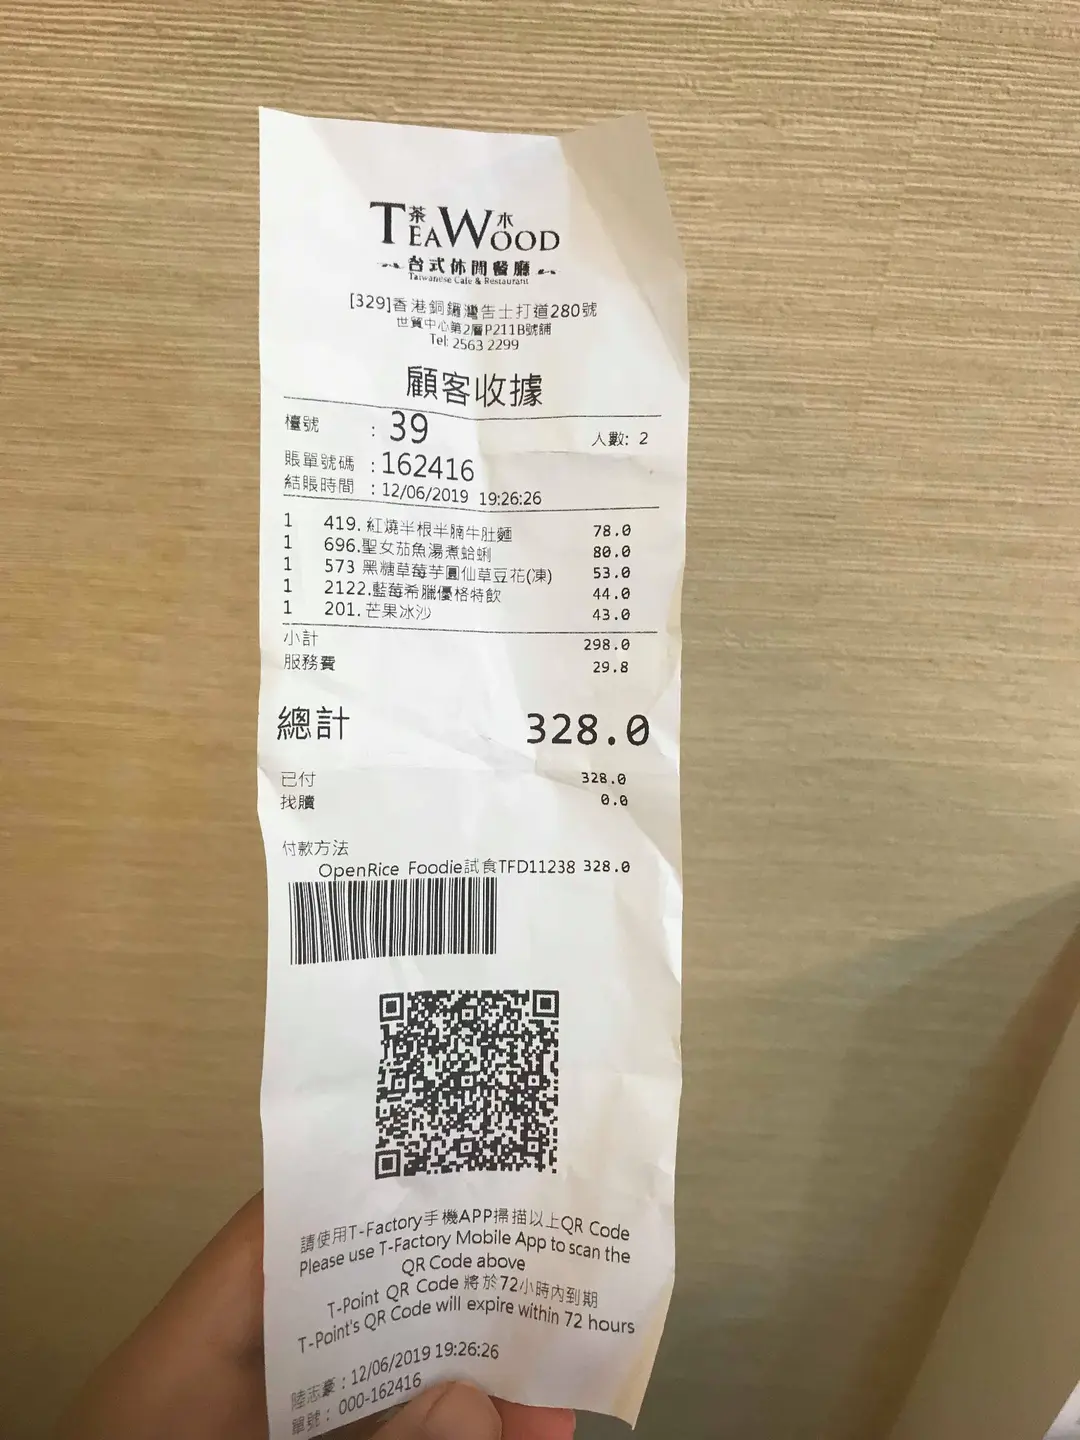 茶 木
TEAWOOD
台式休閒餐廳
Taiwanese Cafe & Restaurant
[329]香港銅鑼灣告士打道280號
世貿中心第2層P211B號舖
Tel: 2563 2299
顧客收據
檯號 : 39 人數: 2
賬單號碼 : 162416
結賬時間 : 12/06/2019 19:26:26
1 419. 紅燒半根半腩牛肚麵 78.0
1 696.聖女茄魚湯煮蛤蜊 80.0
1 573 黑糖草莓芋圓仙草豆花(凍) 53.0
1 2122.藍莓希臘優格特飲 44.0
1 201. 芒果冰沙 43.0
小計 298.0
服務費 29.8
總計 328.0
已付 328.0
找贖 0.0
付款方法
OpenRice Foodie試食TFD11238 328.0
請使用T-Factory手機APP掃描以上QR Code
Please use T-Factory Mobile App to scan the
QR Code above
T-Point QR Code 將於72小時內到期
T-Point's QR Code will expire within 72 hours
陸志豪 : 12/06/2019 19:26:26
單號 : 000-162416